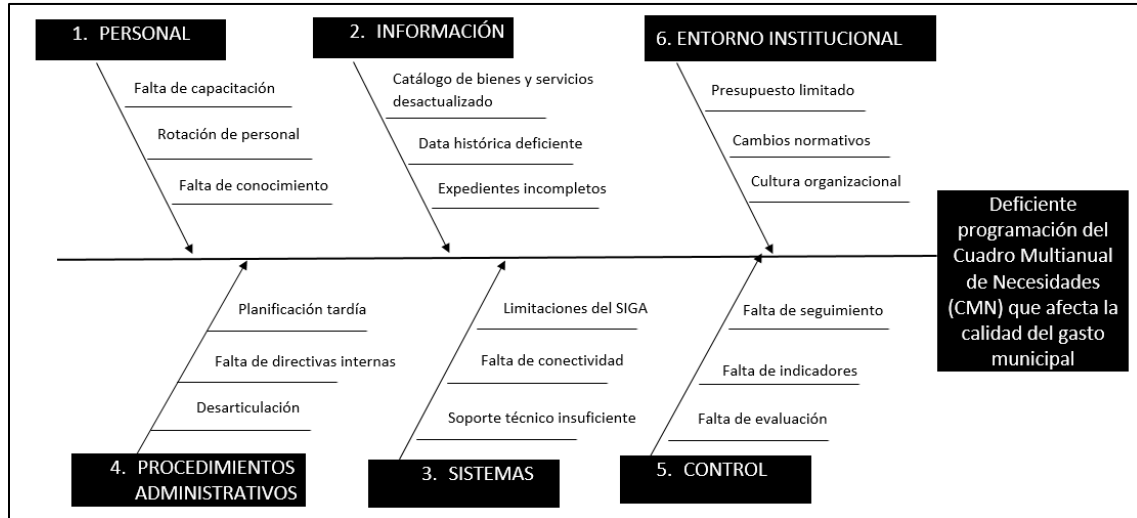 1. PERSONAL
Falta de capacitación
Rotación de personal
Falta de conocimiento
2. INFORMACIÓN
Catálogo de bienes y servicios
desactualizado
Data histórica deficiente
Expedientes incompletos
6. ENTORNO INSTITUCIONAL
Presupuesto limitado
Cambios normativos
Cultura organizacional
Deficiente
programación del
Cuadro Multianual
de Necesidades
(CMN) que afecta la
calidad del gasto
municipal
Planificación tardía
Falta de directivas internas
Desarticulación
4. PROCEDIMIENTOS
ADMINISTRATIVOS
Limitaciones del SIGA
Falta de conectividad
Soporte técnico insuficiente
3. SISTEMAS
Falta de seguimiento
Falta de indicadores
Falta de evaluación
5. CONTROL